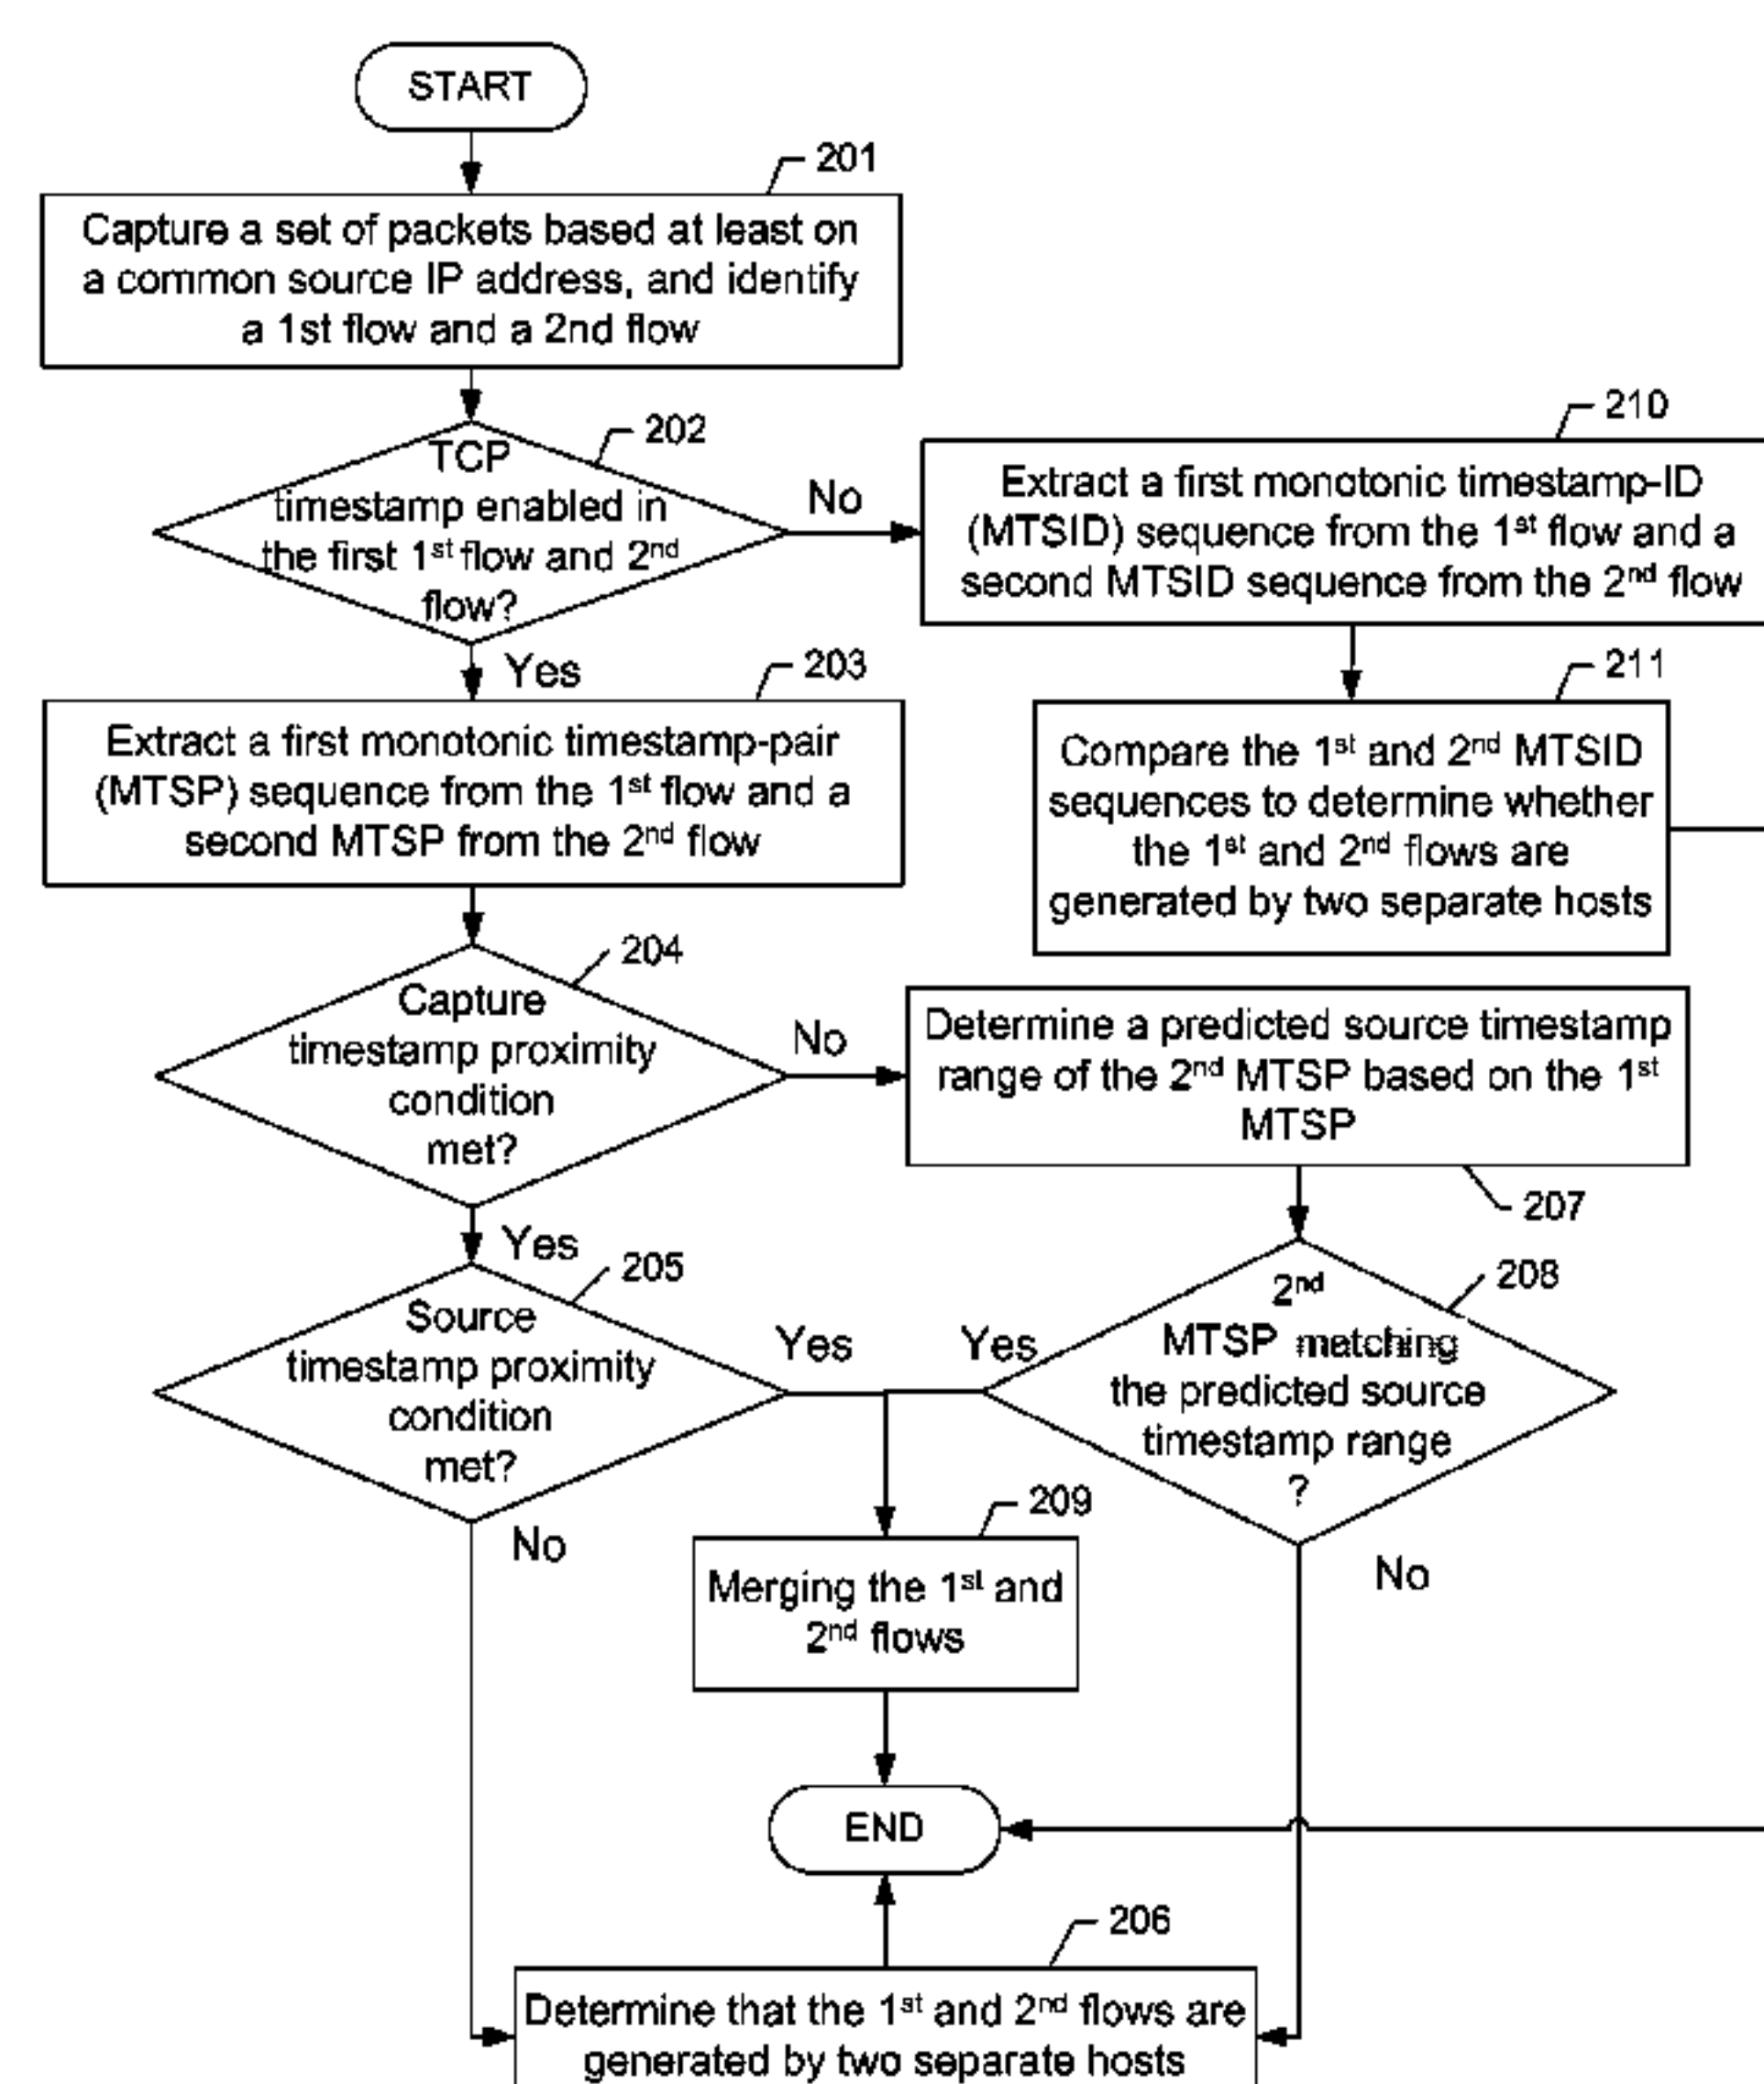 START
201
Capture a set of packets based at least on
a common source IP address, and identify
a 1st flow and a 2nd flow
202
TCP
timestamp enabled in
the first 1st flow and 2nd
flow?
No
Yes
210
Extract a first monotonic timestamp-ID
(MTSID) sequence from the 1st flow and a
second MTSID sequence from the 2nd flow
203
Extract a first monotonic timestamp-pair
(MTSP) sequence from the 1st flow and a
second MTSP from the 2nd flow
211
Compare the 1st and 2nd MTSID
sequences to determine whether
the 1st and 2nd flows are
generated by two separate hosts
204
Capture
timestamp proximity
condition
met?
No
Yes
Determine a predicted source timestamp
range of the 2nd MTSP based on the 1st
MTSP
207
205
Source
timestamp proximity
condition
met?
Yes
No
208
2nd
MTSP matching
the predicted source
timestamp range
?
Yes
No
209
Merging the 1st and
2nd flows
END
206
Determine that the 1st and 2nd flows are
generated by two separate hosts